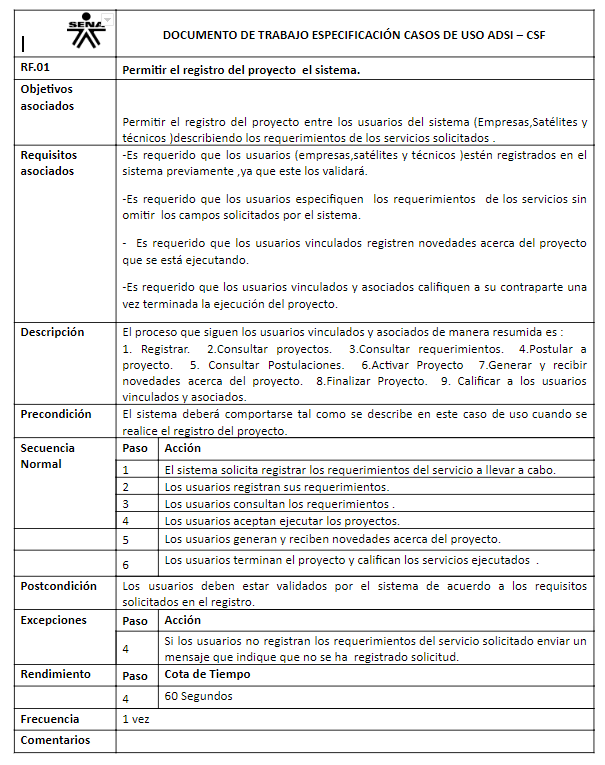 SENA
DOCUMENTO DE TRABAJO ESPECIFICACIÓN CASOS DE USO ADSI – CSF
RF.01
Permitir el registro del proyecto el sistema.
Objetivos
asociados
Permitir el registro del proyecto entre los usuarios del sistema (Empresas,Satélites y
técnicos )describiendo los requerimientos de los servicios solicitados .
Requisitos
asociados
-Es requerido que los usuarios (empresas,satélites y técnicos )estén registrados en el
sistema previamente ,ya que este los validará.
-Es requerido que los usuarios especifiquen los requerimientos de los servicios sin
omitir los campos solicitados por el sistema.
- Es requerido que los usuarios vinculados registren novedades acerca del proyecto
que se está ejecutando.
-Es requerido que los usuarios vinculados y asociados califiquen a su contraparte una
vez terminada la ejecución del proyecto.
Descripción
El proceso que siguen los usuarios vinculados y asociados de manera resumida es :
1. Registrar. 2.Consultar proyectos. 3.Consultar requerimientos. 4.Postular a
proyecto. 5. Consultar Postulaciones. 6.Activar Proyecto 7.Generar y recibir
novedades acerca del proyecto. 8.Finalizar Proyecto. 9. Calificar a los usuarios
vinculados y asociados.
Precondición
El sistema deberá comportarse tal como se describe en este caso de uso cuando se
realice el registro del proyecto.
Secuencia
Normal
Paso Acción
1 El sistema solicita registrar los requerimientos del servicio a llevar a cabo.
2 Los usuarios registran sus requerimientos.
3 Los usuarios consultan los requerimientos .
4 Los usuarios aceptan ejecutar los proyectos.
5 Los usuarios generan y reciben novedades acerca del proyecto.
6 Los usuarios terminan el proyecto y califican los servicios ejecutados .
Postcondición
Los usuarios deben estar validados por el sistema de acuerdo a los requisitos
solicitados en el registro.
Excepciones
Paso Acción
4 Si los usuarios no registran los requerimientos del servicio solicitado enviar un
mensaje que indique que no se ha registrado solicitud.
Rendimiento
Paso Cota de Tiempo
4 60 Segundos
Frecuencia
1 vez
Comentarios